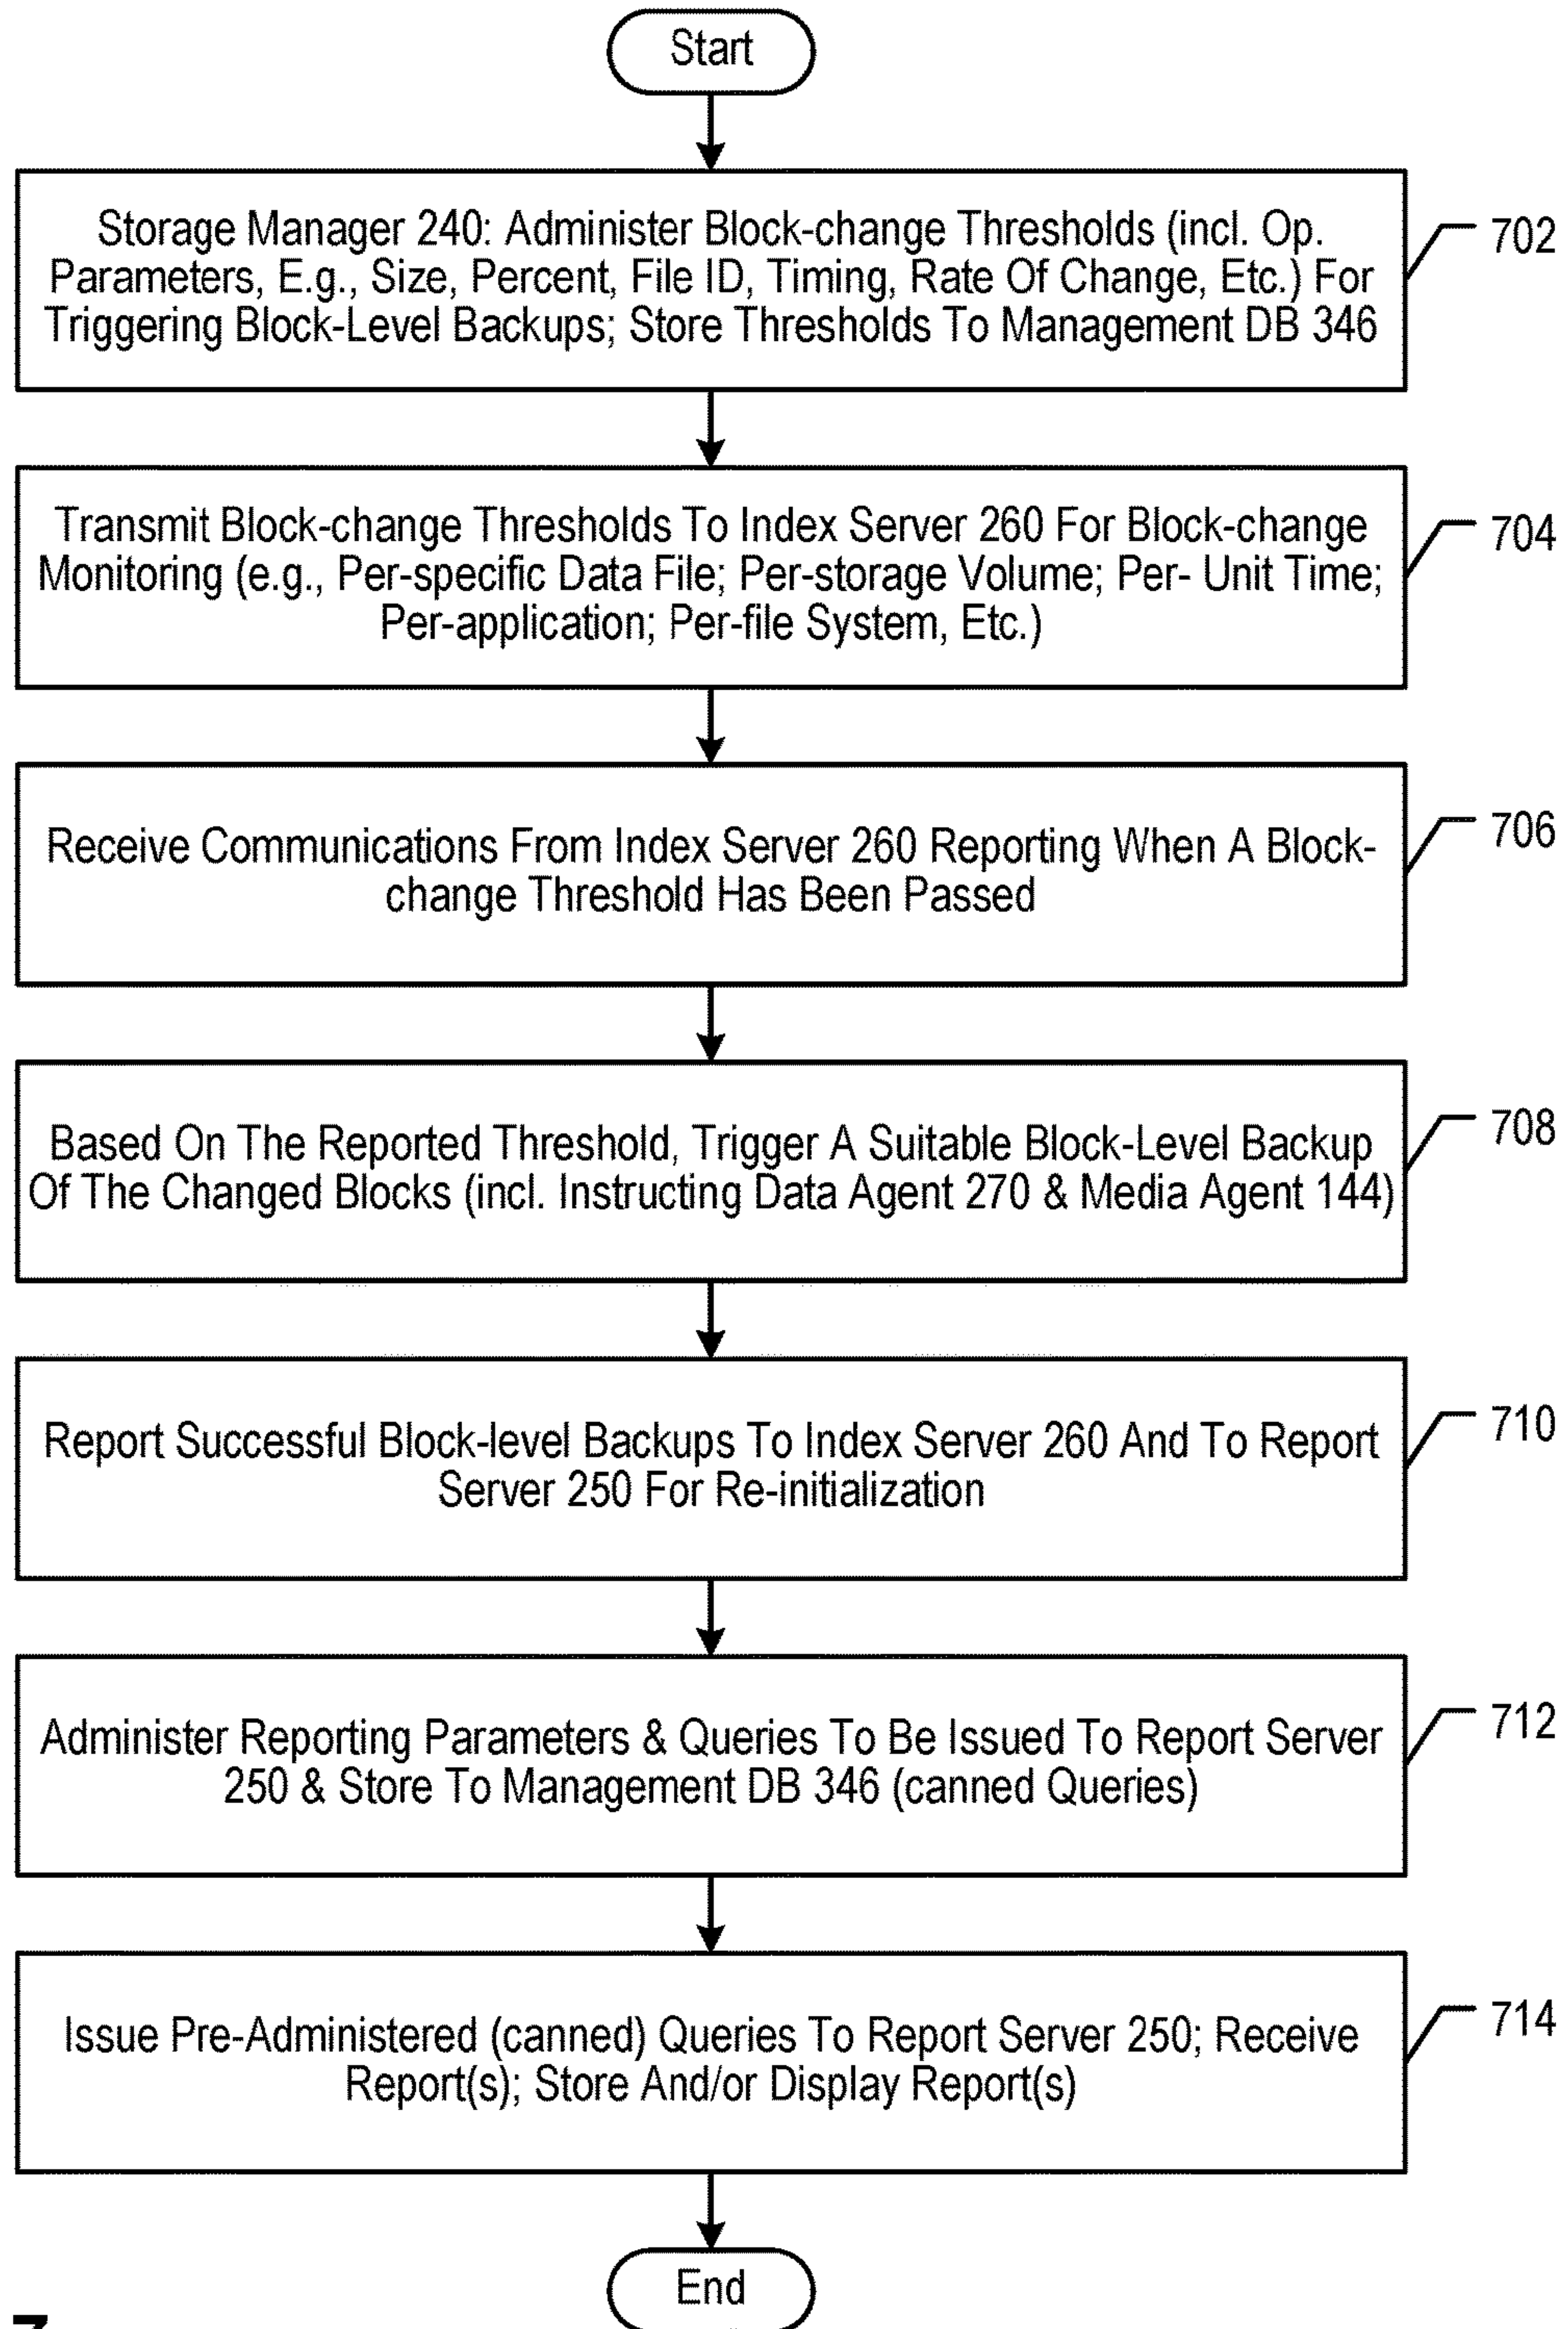 Start
Storage Manager 240: Administer Block-change Thresholds (incl. Op.
Parameters, E.g., Size, Percent, File ID, Timing, Rate Of Change, Etc.) For
Triggering Block-Level Backups; Store Thresholds To Management DB 346
702
Transmit Block-change Thresholds To Index Server 260 For Block-change
Monitoring (e.g., Per-specific Data File; Per-storage Volume; Per- Unit Time;
Per-application; Per-file System, Etc.)
704
Receive Communications From Index Server 260 Reporting When A Block-
change Threshold Has Been Passed
706
Based On The Reported Threshold, Trigger A Suitable Block-Level Backup
Of The Changed Blocks (incl. Instructing Data Agent 270 & Media Agent 144)
708
Report Successful Block-level Backups To Index Server 260 And To Report
Server 250 For Re-initialization
710
Administer Reporting Parameters & Queries To Be Issued To Report Server
250 & Store To Management DB 346 (canned Queries)
712
Issue Pre-Administered (canned) Queries To Report Server 250; Receive
Report(s); Store And/or Display Report(s)
714
End